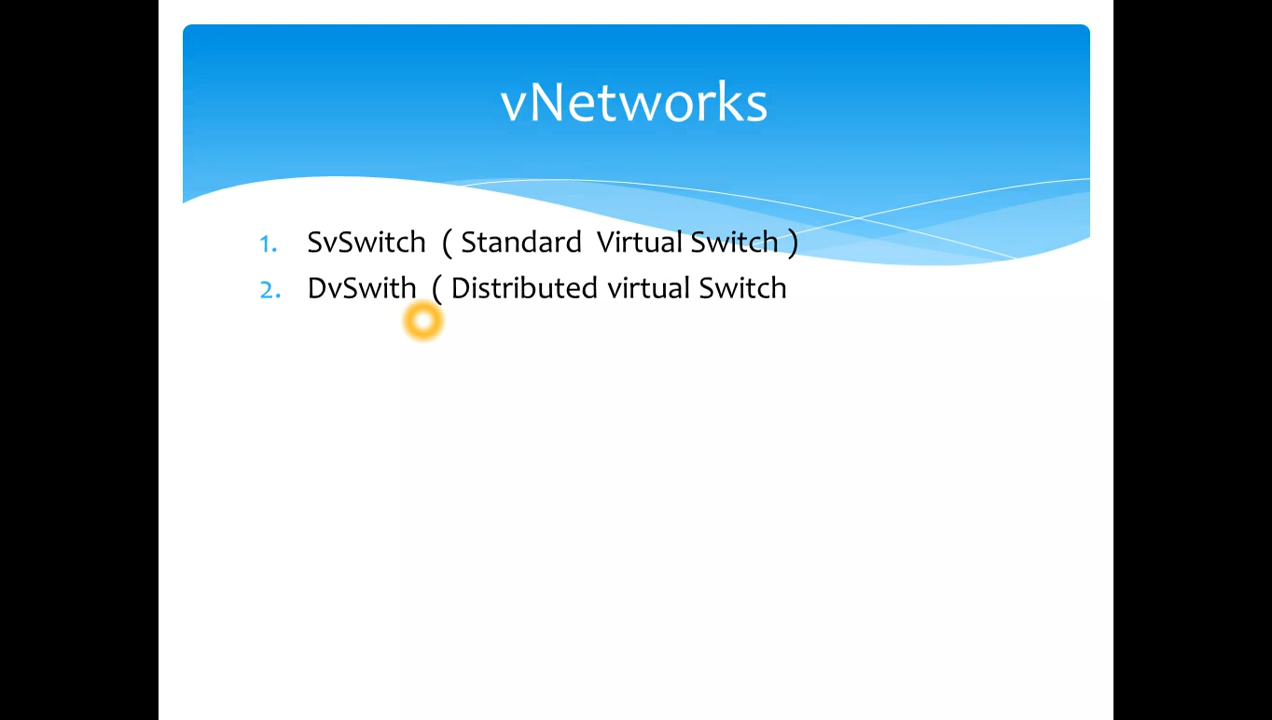 vNetworks
1. SvSwitch ( Standard Virtual Switch )
2. DvSwith ( Distributed virtual Switch